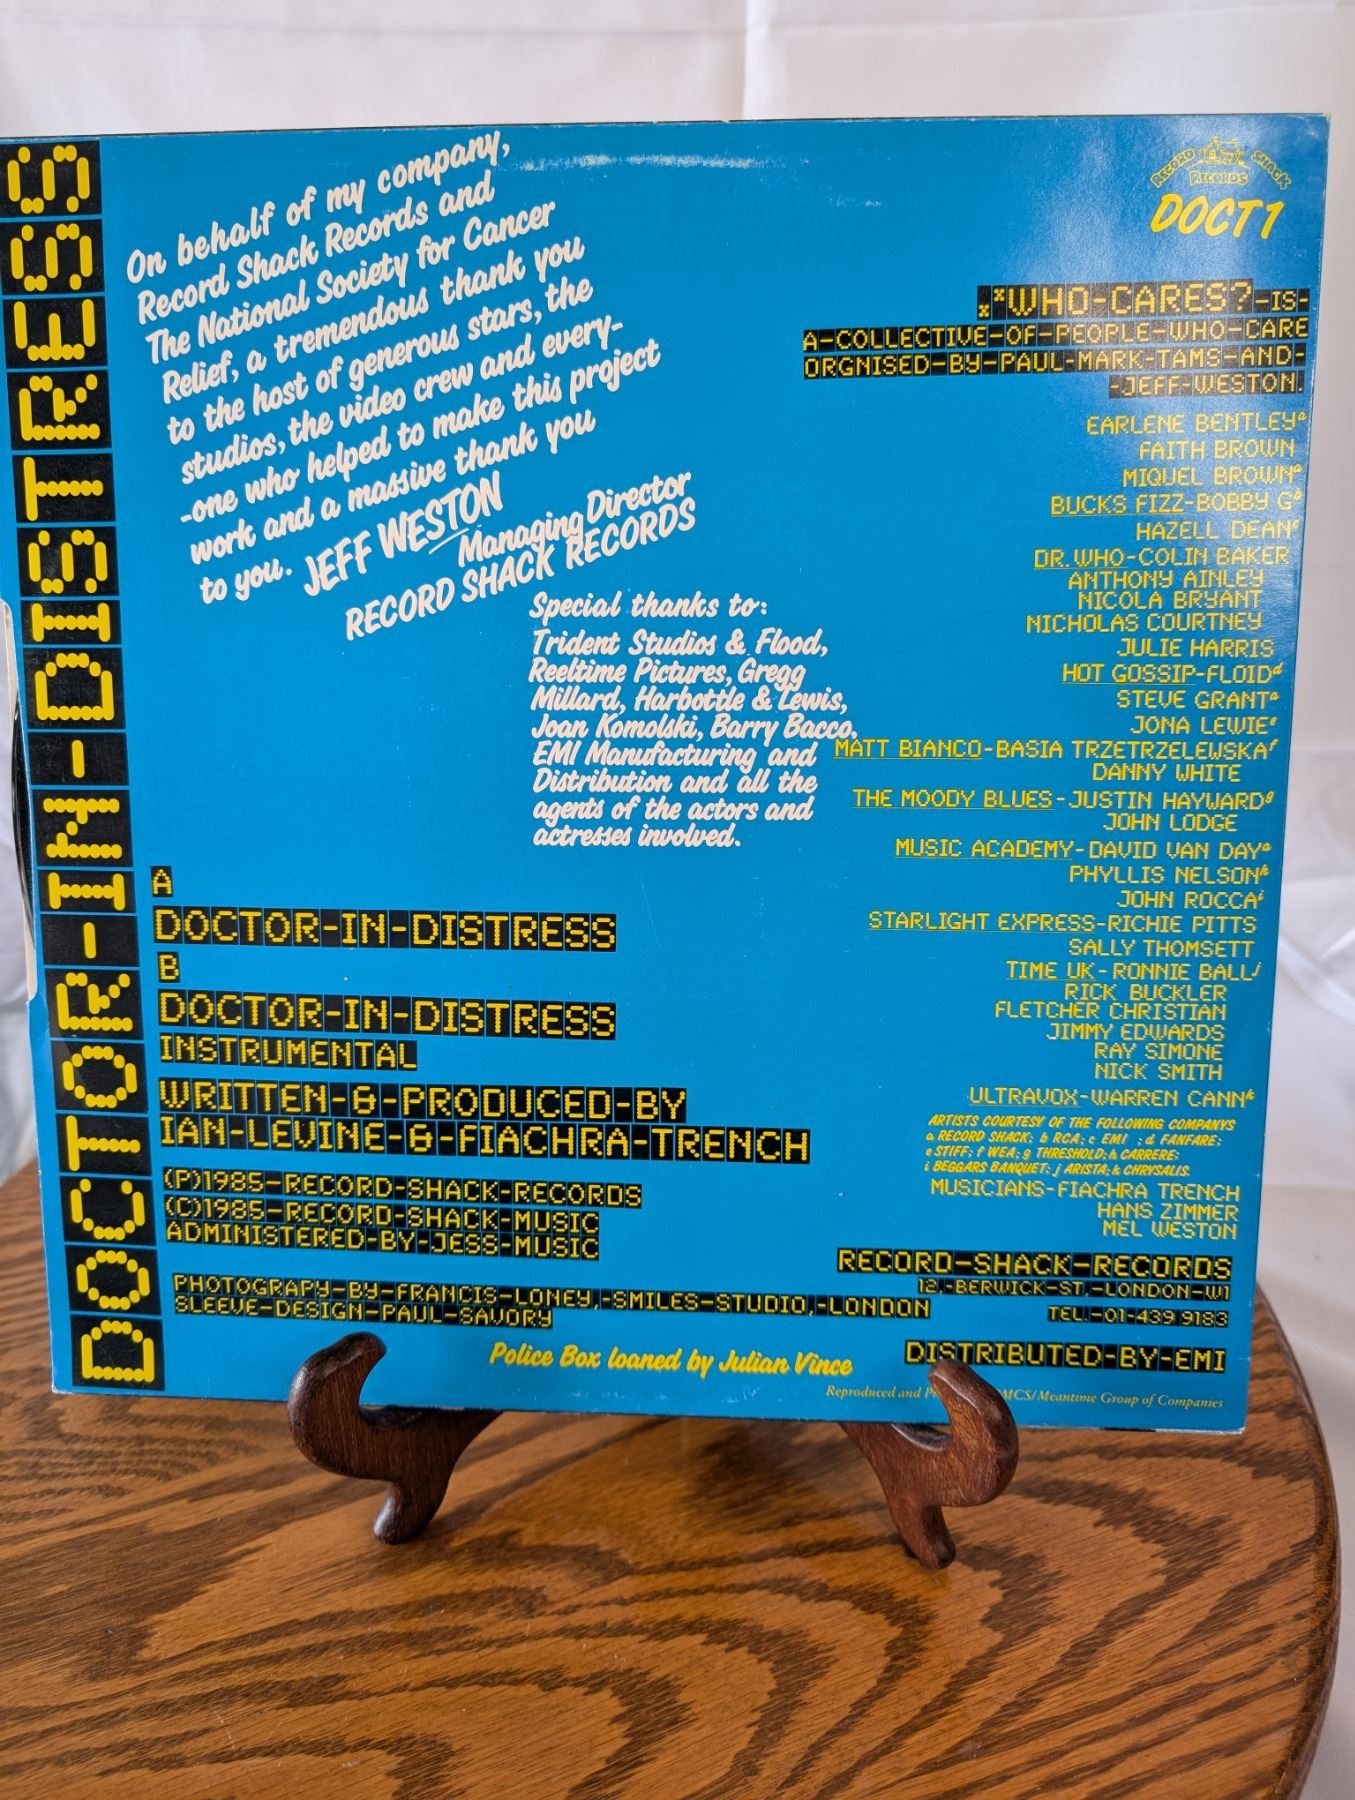 DOCTOR-IN-DISTRESS
On behalf of my company,
Record Shack Records and
The National Society for Cancer
Relief, a tremendous thank you
to the host of generous stars, the
studios, the video crew and every-
-one who helped to make this project
work and a massive thank you
to you. JEFF WESTON
Managing Director
RECORD SHACK RECORDS
Special thanks to:
Trident Studios & Flood,
Reeltime Pictures, Gregg
Millard, Harbottle & Lewis,
Joan Komolski, Barry Bacco,
EMI Manufacturing and
Distribution and all the
agents of the actors and
actresses involved.
A
DOCTOR-IN-DISTRESS
B
DOCTOR-IN-DISTRESS
INSTRUMENTAL
WRITTEN-&-PRODUCED-BY
IAN-LEVINE-&-FIACHRA-TRENCH
(P)1985-RECORD-SHACK-RECORDS
(C)1985-RECORD-SHACK-MUSIC
ADMINISTERED-BY-JESS-MUSIC
PHOTOGRAPY-BY-FRANCIS-LONEY,-SMILES-STUDIO,-LONDON
SLEEVE-DESIGN-PAUL-SAVORY
Police Box loaned by Julian Vince
RECORD SHACK
RECORDS
DOCT 1
WHO-CARES?-IS-
A-COLLECTIVE-OF-PEOPLE-WHO-CARE
ORGNISED-BY-PAUL-MARK-TAMS-AND-
-JEFF-WESTON.
EARLENE BENTLEY a
FAITH BROWN
MIQUEL BROWN a
BUCKS FIZZ-BOBBY G b
HAZELL DEAN c
DR.WHO-COLIN BAKER
ANTHONY AINLEY
NICOLA BRYANT
NICHOLAS COURTNEY
JULIE HARRIS
HOT GOSSIP-FLOID d
STEVE GRANT a
JONA LEWIE e
MATT BIANCO-BASIA TRZETRZELEWSKA f
DANNY WHITE
THE MOODY BLUES-JUSTIN HAYWARD g
JOHN LODGE
MUSIC ACADEMY-DAVID VAN DAY a
PHYLLIS NELSON h
JOHN ROCCA i
STARLIGHT EXPRESS-RICHIE PITTS
SALLY THOMSETT
TIME UK-RONNIE BALL j
RICK BUCKLER
FLETCHER CHRISTIAN
JIMMY EDWARDS
RAY SIMONE
NICK SMITH
ULTRAVOX-WARREN CANN k
ARTISTS COURTESY OF THE FOLLOWING COMPANYS
a RECORD SHACK; b RCA; c EMI ; d FANFARE;
e STIFF; f WEA; g THRESHOLD; h CARRERE;
i BEGGARS BANQUET; j ARISTA; k CHRYSALIS.
MUSICIANS-FIACHRA TRENCH
HANS ZIMMER
MEL WESTON
RECORD-SHACK-RECORDS
12,-BERWICK-ST,-LONDON-W1
TEL.-01-439 9183
DISTRIBUTED-BY-EMI
Reproduced and MCS/Meantime Group of Companies